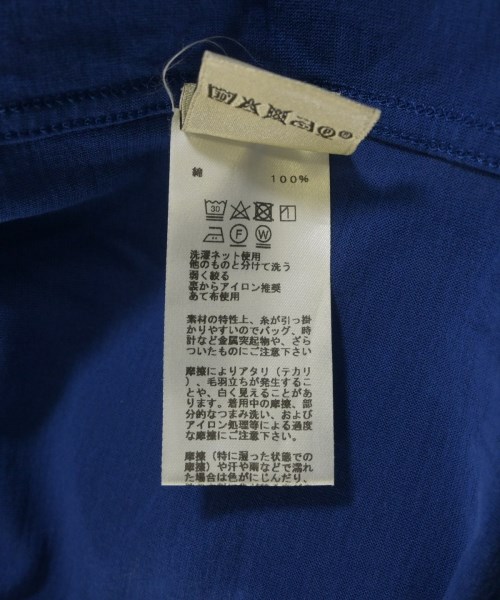 綿 100%
30
F W
洗濯ネット使用
他のものと分けて洗う
弱く絞る
裏からアイロン推奨
あて布使用
素材の特性上、糸が引っ掛
かりやすいのでバッグ、時
計など金属突起物や、ざら
ついたものにご注意下さい
摩擦によりアタリ（テカリ
）、毛羽立ちが発生するこ
とや、白く見えることがあ
ります。着用中の摩擦、部
分的なつまみ洗い、および
アイロン処理等による過度
な摩擦にご注意下さい。
摩擦（特に湿った状態での
摩擦）や汗や雨などで濡れ
た場合は色がにじんだり、